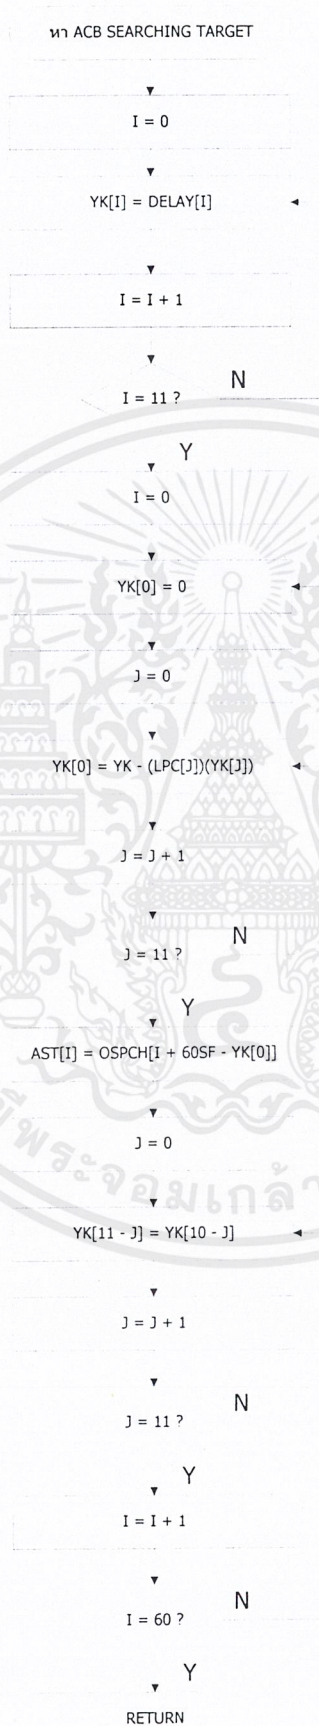 หา ACB SEARCHING TARGET
I = 0
YK[I] = DELAY[I]
I = I + 1
I = 11 ?
N
Y
I = 0
YK[0] = 0
J = 0
YK[0] = YK - (LPC[J])(YK[J])
J = J + 1
J = 11 ?
N
Y
AST[I] = OSPCH[I + 60SF - YK[0]]
J = 0
YK[11 - J] = YK[10 - J]
J = J + 1
J = 11 ?
N
Y
I = I + 1
I = 60 ?
N
Y
RETURN